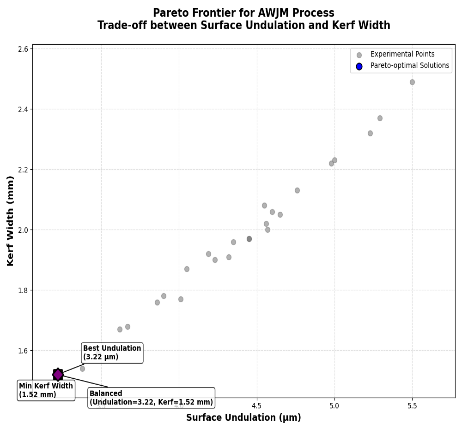 Pareto Frontier for AWJM Process
Trade-off between Surface Undulation and Kerf Width
Experimental Points
Pareto-optimal Solutions
2.6
2.4
2.2
2.0
1.8
1.6
Kerf Width (mm)
Best Undulation
(3.22 μm)
Min Kerf Width
(1.52 mm)
Balanced
(Undulation=3.22, Kerf=1.52 mm)
4.5
5.0
5.5
Surface Undulation (μm)